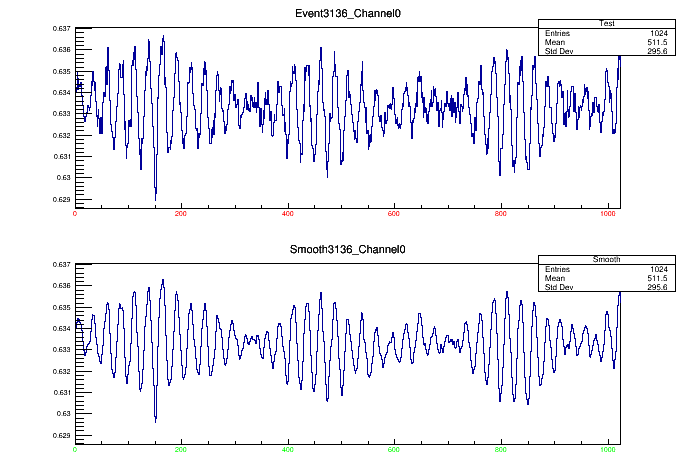 Event3136_Channel0
Test
Entries 1024
Mean 511.5
Std Dev 295.6
0.637
0.636
0.635
0.634
0.633
0.632
0.631
0.63
0.629
0 200 400 600 800 1000
Smooth3136_Channel0
Smooth
Entries 1024
Mean 511.5
Std Dev 295.6
0.637
0.636
0.635
0.634
0.633
0.632
0.631
0.63
0.629
0 200 400 600 800 1000